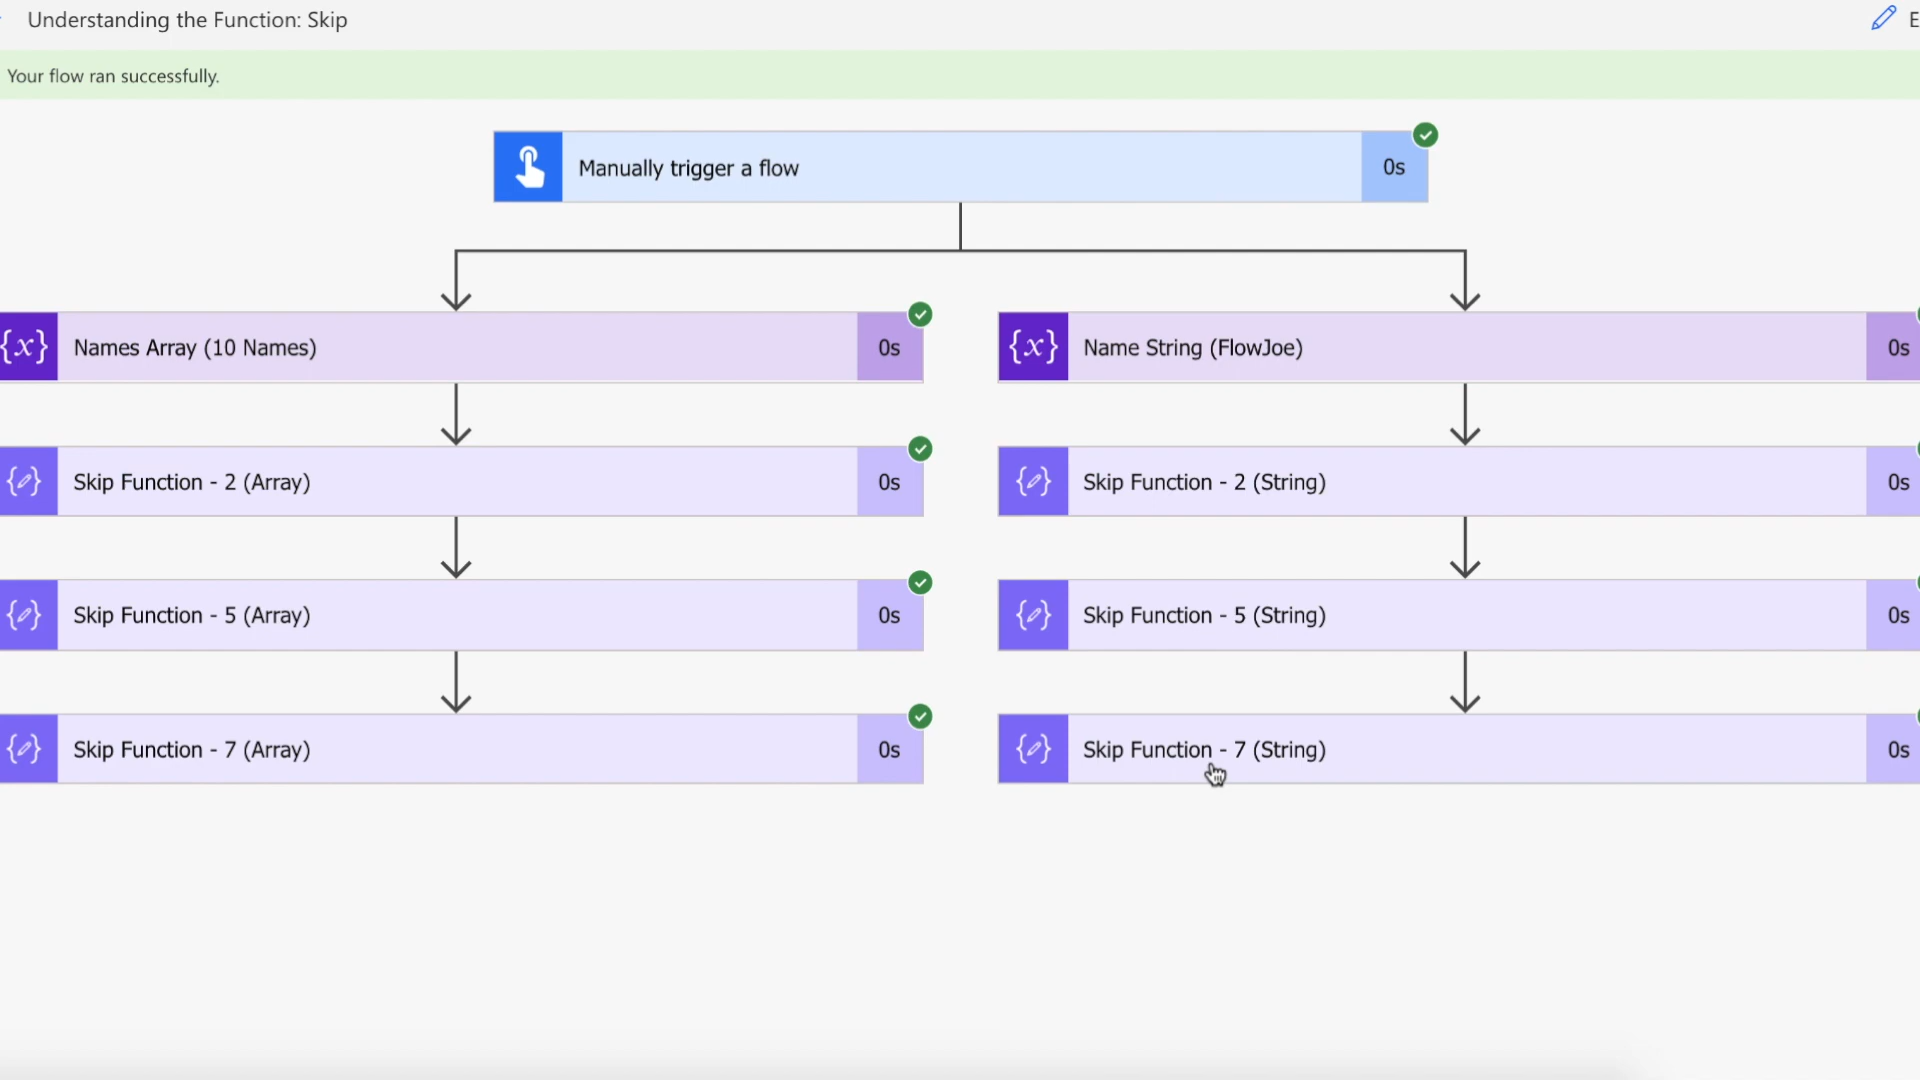 Understanding the Function: Skip
E
Your flow ran successfully.
Manually trigger a flow
0s
{x}
Names Array (10 Names)
0s
{x}
Name String (FlowJoe)
0s
Skip Function - 2 (Array)
0s
Skip Function - 2 (String)
0s
Skip Function - 5 (Array)
0s
Skip Function - 5 (String)
0s
Skip Function - 7 (Array)
0s
Skip Function - 7 (String)
0s